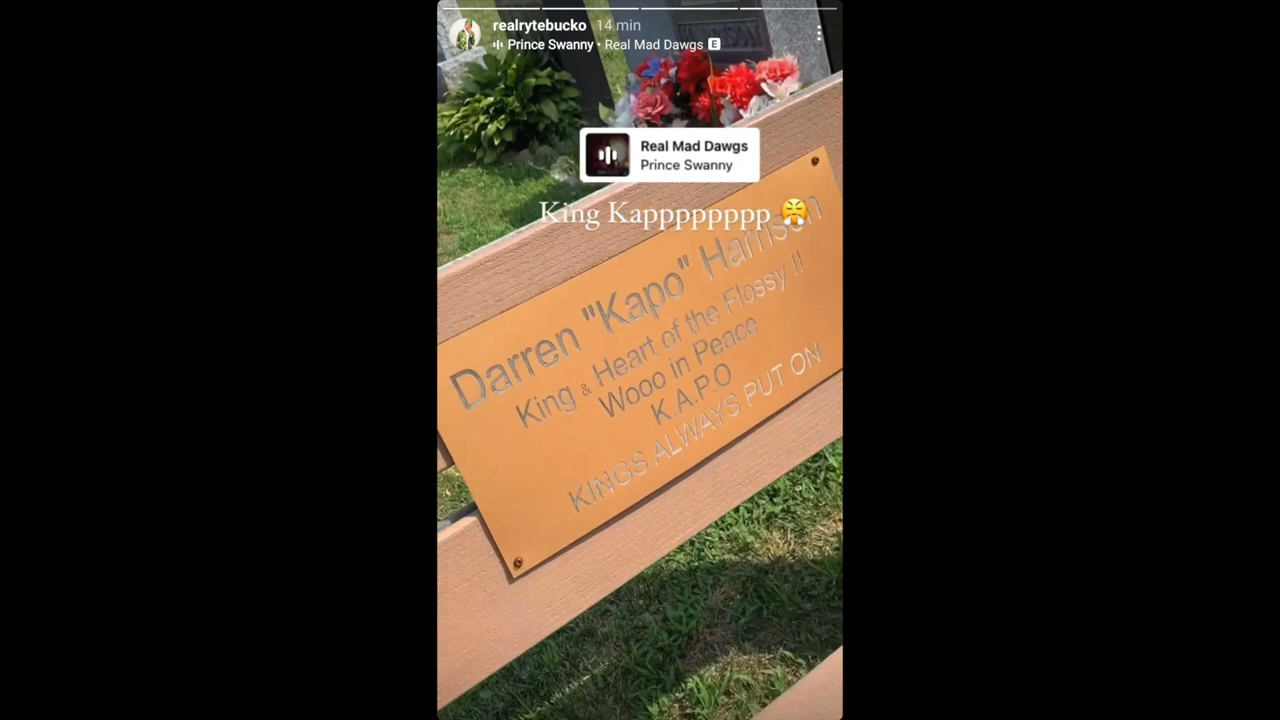 realrytebucko 14 min
Prince Swanny • Real Mad Dawgs E
Real Mad Dawgs
Prince Swanny
King Kapppppppp 😤
Darren "Kapo" Harrison
King & Heart of the Flossy !!
Wooo in Peace
K.A.P.O
KINGS ALWAYS PUT ON